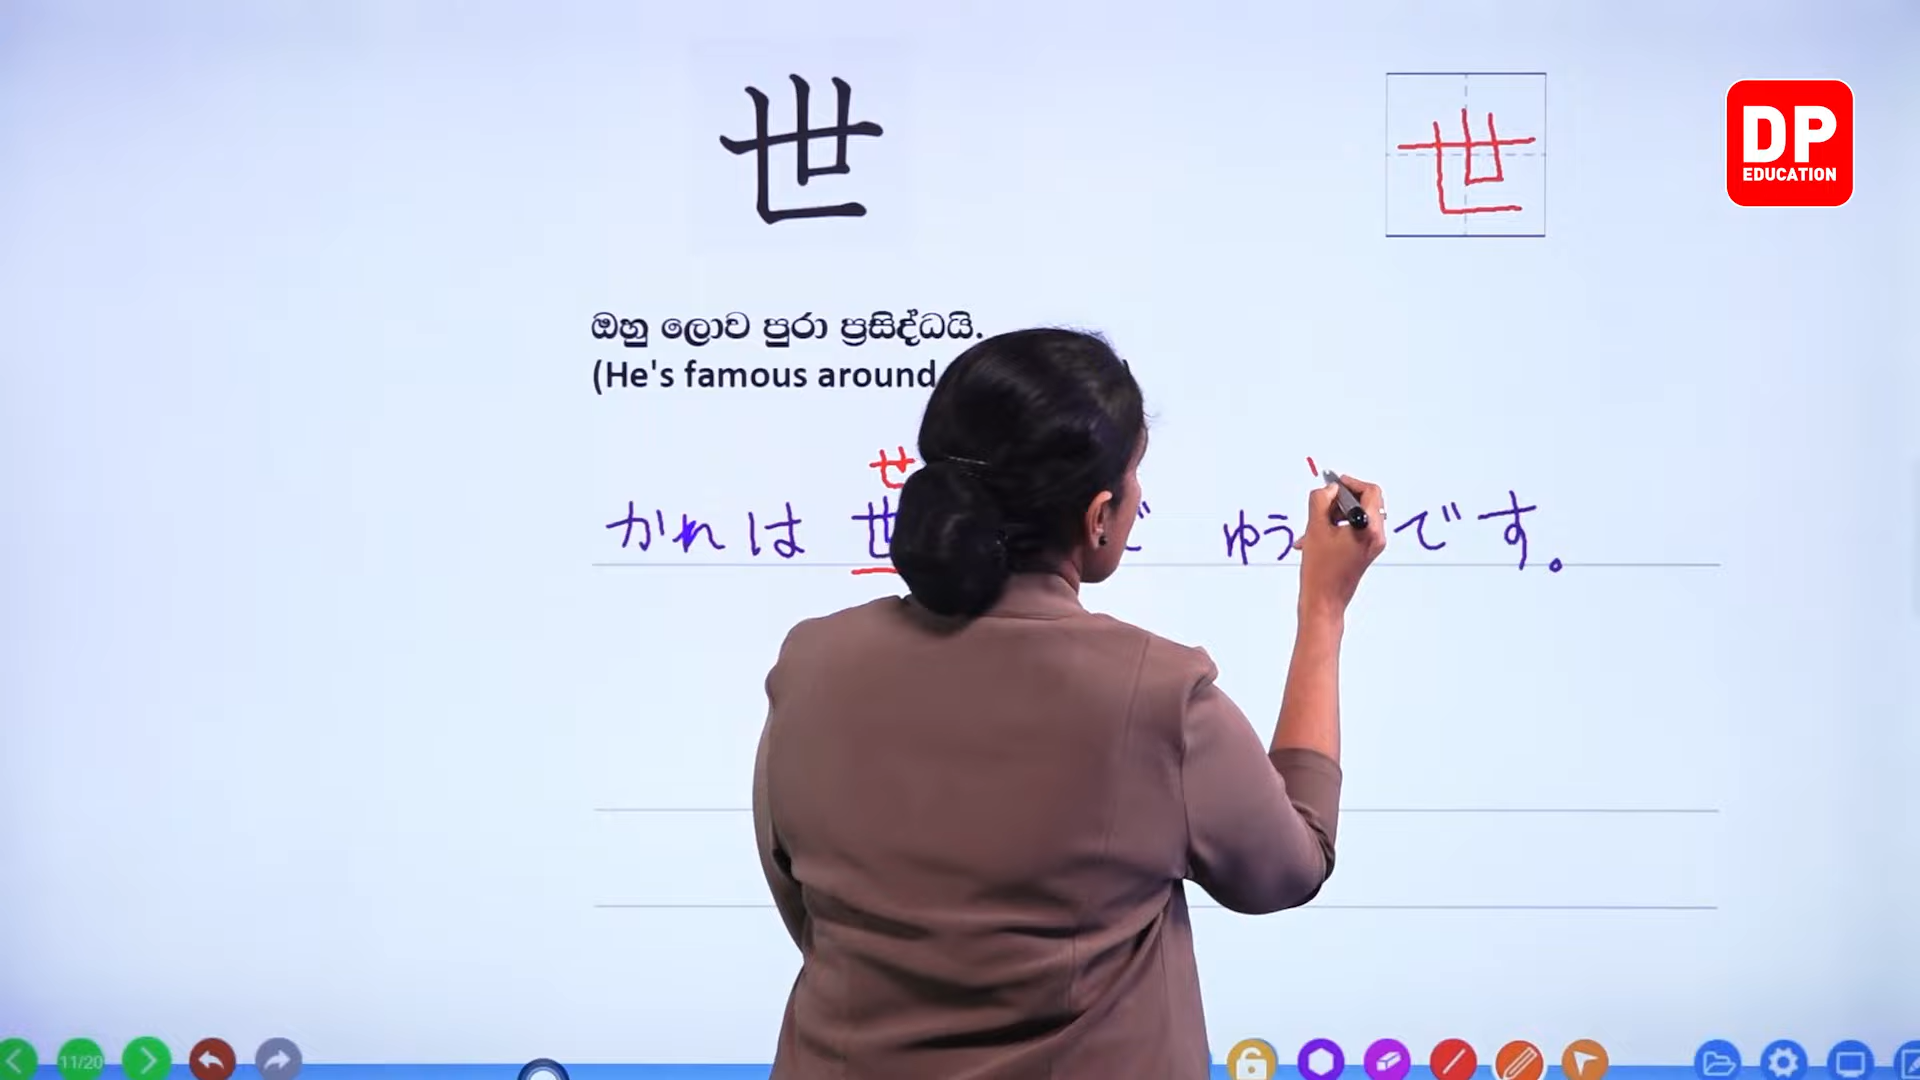 世
世
DP
EDUCATION
ඔහු ලොව පුරා ප්‍රසිද්ධයි.
(He's famous around
せ
かれは 世 で ゆう です。
11/20